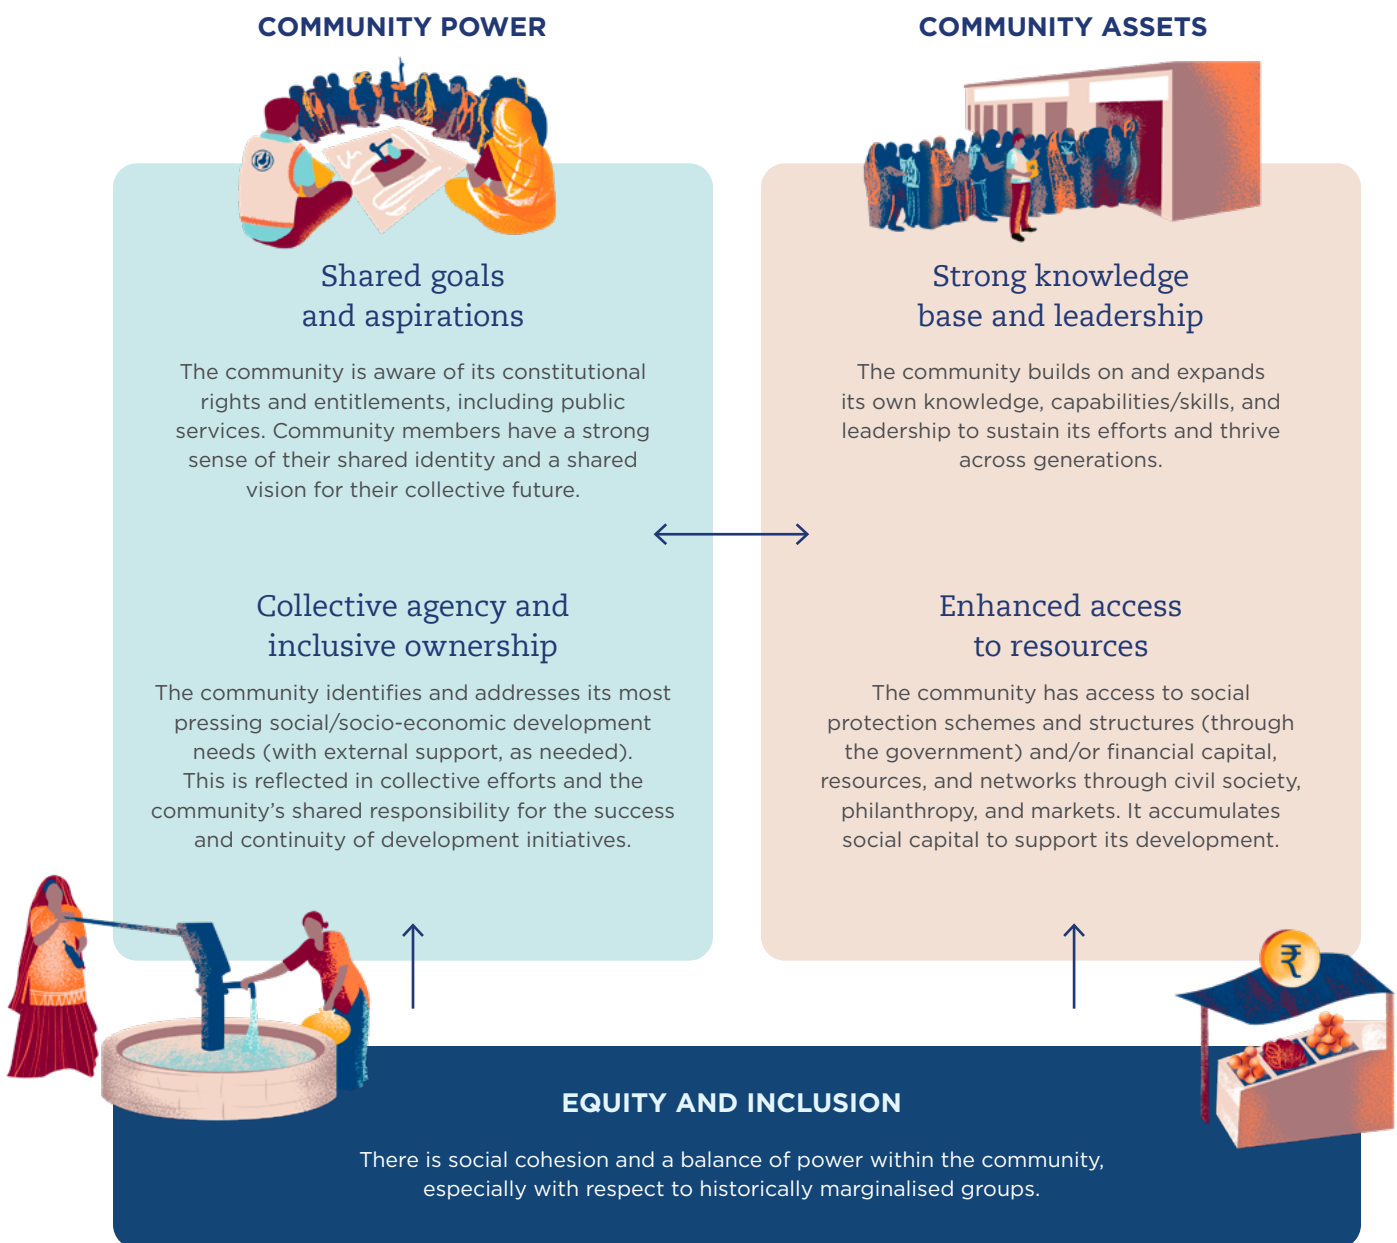 COMMUNITY POWER
Shared goals
and aspirations
The community is aware of its constitutional
rights and entitlements, including public
services. Community members have a strong
sense of their shared identity and a shared
vision for their collective future.
Collective agency and
inclusive ownership
The community identifies and addresses its most
pressing social/socio-economic development
needs (with external support, as needed).
This is reflected in collective efforts and the
community’s shared responsibility for the success
and continuity of development initiatives.
COMMUNITY ASSETS
Strong knowledge
base and leadership
The community builds on and expands
its own knowledge, capabilities/skills, and
leadership to sustain its efforts and thrive
across generations.
Enhanced access
to resources
The community has access to social
protection schemes and structures (through
the government) and/or financial capital,
resources, and networks through civil society,
philanthropy, and markets. It accumulates
social capital to support its development.
₹
EQUITY AND INCLUSION
There is social cohesion and a balance of power within the community,
especially with respect to historically marginalised groups.